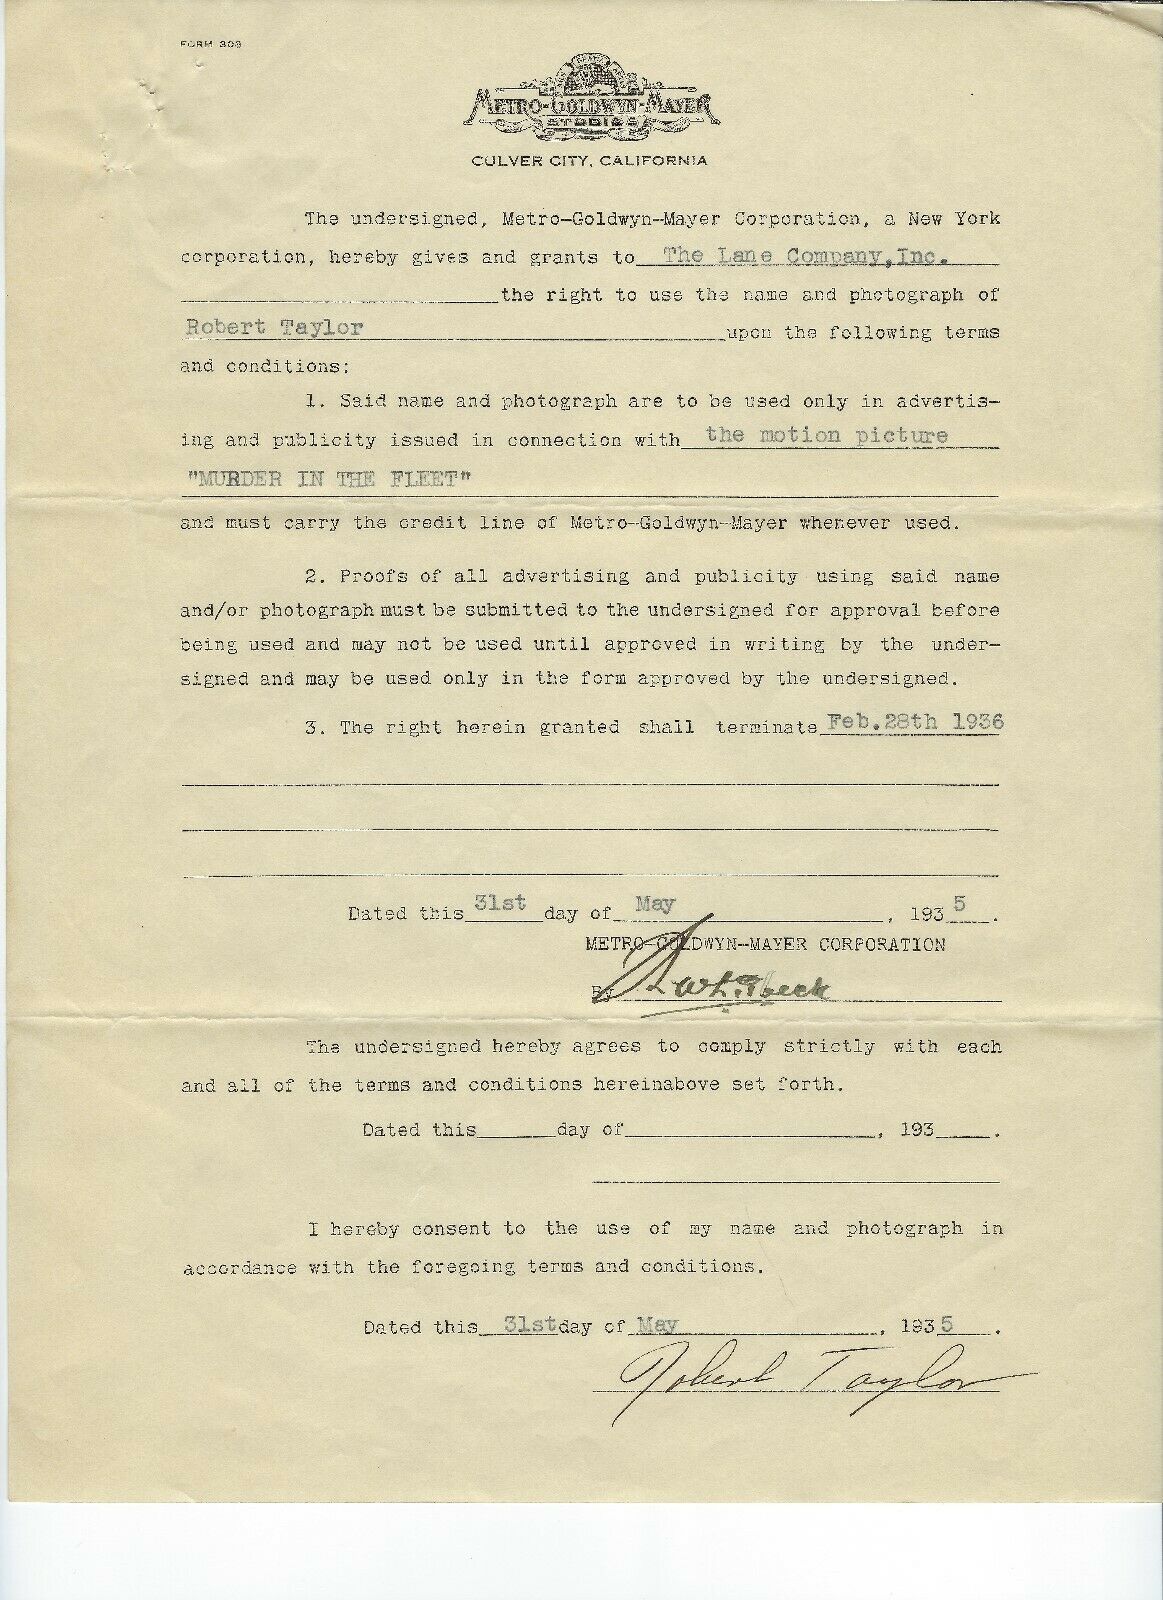 FORM 303
METRO-GOLDWYN-MAYER
STUDIOS
CULVER CITY, CALIFORNIA
The undersigned, Metro-Goldwyn-Mayer Corporation, a New York
corporation, hereby gives and grants to The Lane Company,Inc.
the right to use the name and photograph of
Robert Taylor upon the following terms
and conditions:
1. Said name and photograph are to be used only in advertis-
ing and publicity issued in connection with the motion picture
"MURDER IN THE FLEET"
and must carry the credit line of Metro-Goldwyn-Mayer whenever used.
2. Proofs of all advertising and publicity using said name
and/or photograph must be submitted to the undersigned for approval before
being used and may not be used until approved in writing by the under-
signed and may be used only in the form approved by the undersigned.
3. The right herein granted shall terminate Feb.28th 1936
Dated this 31st day of May, 1935.
METRO-GOLDWYN-MAYER CORPORATION
By
The undersigned hereby agrees to comply strictly with each
and all of the terms and conditions hereinabove set forth.
Dated this ______ day of ____________________, 193____.
I hereby consent to the use of my name and photograph in
accordance with the foregoing terms and conditions.
Dated this 31st day of May, 1935.
Robert Taylor